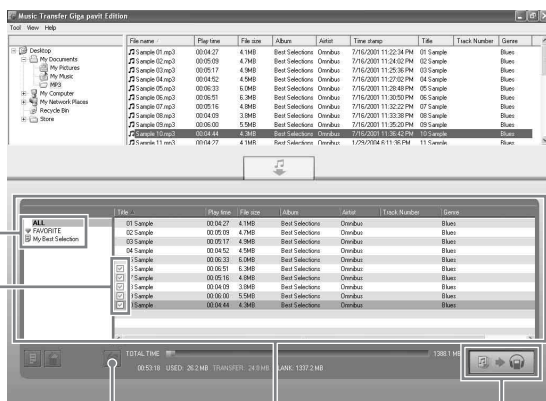 Music Transfer Giga pavit Edition
Tool View Help
File name Play time File size Album Artist Time stamp Title Track Number Genre
Desktop
My Documents
My Pictures
My Music
MP3
My Computer
My Network Places
Recycle Bin
Store
Sample 01.mp3 00:04:27 4.1MB Best Selections Omnibus 7/16/2001 11:22:34 PM 01 Sample Blues
Sample 02.mp3 00:05:09 4.7MB Best Selections Omnibus 7/16/2001 11:24:02 PM 02 Sample Blues
Sample 03.mp3 00:05:17 4.9MB Best Selections Omnibus 7/16/2001 11:25:36 PM 03 Sample Blues
Sample 04.mp3 00:04:52 4.5MB Best Selections Omnibus 7/16/2001 11:27:02 PM 04 Sample Blues
Sample 05.mp3 00:06:33 6.0MB Best Selections Omnibus 7/16/2001 11:28:48 PM 05 Sample Blues
Sample 06.mp3 00:06:51 6.3MB Best Selections Omnibus 7/16/2001 11:30:50 PM 06 Sample Blues
Sample 07.mp3 00:05:16 4.8MB Best Selections Omnibus 7/16/2001 11:32:22 PM 07 Sample Blues
Sample 08.mp3 00:04:09 3.8MB Best Selections Omnibus 7/16/2001 11:33:38 PM 08 Sample Blues
Sample 09.mp3 00:06:00 5.5MB Best Selections Omnibus 7/16/2001 11:35:20 PM 09 Sample Blues
Sample 10.mp3 00:04:44 4.3MB Best Selections Omnibus 7/16/2001 11:36:42 PM 10 Sample Blues
Sample 11.mp3 00:04:27 4.1MB Best Selections Omnibus 1/29/2004 6:11:36 PM 11 Sample Blues
Title Play time File size Album Artist Track Number Genre
ALL
FAVORITE
My Best Selection
01 Sample 00:04:27 4.1MB Best Selections Omnibus Blues
02 Sample 00:05:09 4.7MB Best Selections Omnibus Blues
03 Sample 00:05:17 4.9MB Best Selections Omnibus Blues
04 Sample 00:04:52 4.5MB Best Selections Omnibus Blues
Sample 00:06:33 6.0MB Best Selections Omnibus Blues
Sample 00:06:51 6.3MB Best Selections Omnibus Blues
Sample 00:05:16 4.8MB Best Selections Omnibus Blues
Sample 00:04:09 3.8MB Best Selections Omnibus Blues
Sample 00:06:00 5.5MB Best Selections Omnibus Blues
Sample 00:04:44 4.3MB Best Selections Omnibus Blues
TOTAL TIME 1388.1 MB
00:53:18 USED: 26.2 MB TRANSFER: 24.8 MB LANK: 1337.2 MB